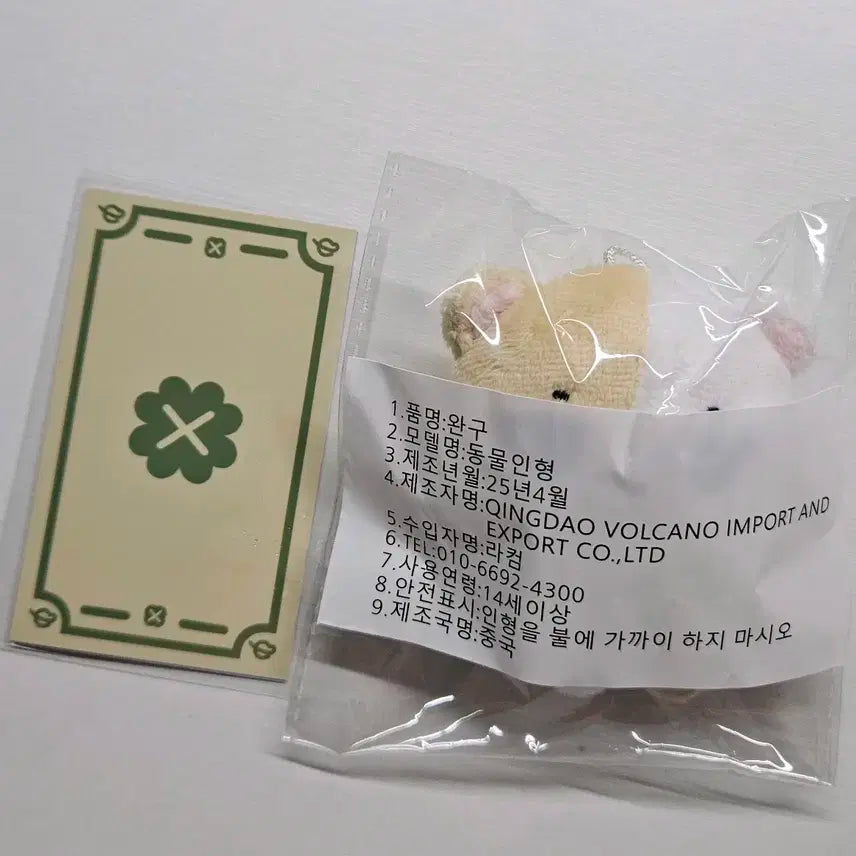 1.품명:완구
2.모델명:동물인형
3.제조년월:25년4월
4.제조자명:QINGDAO VOLCANO IMPORT AND
EXPORT CO.,LTD
5.수입자명:라컴
6.TEL:010-6692-4300
7.사용연령:14세이상
8.안전표시:인형을 불에 가까이 하지 마시오
9.제조국명:중국